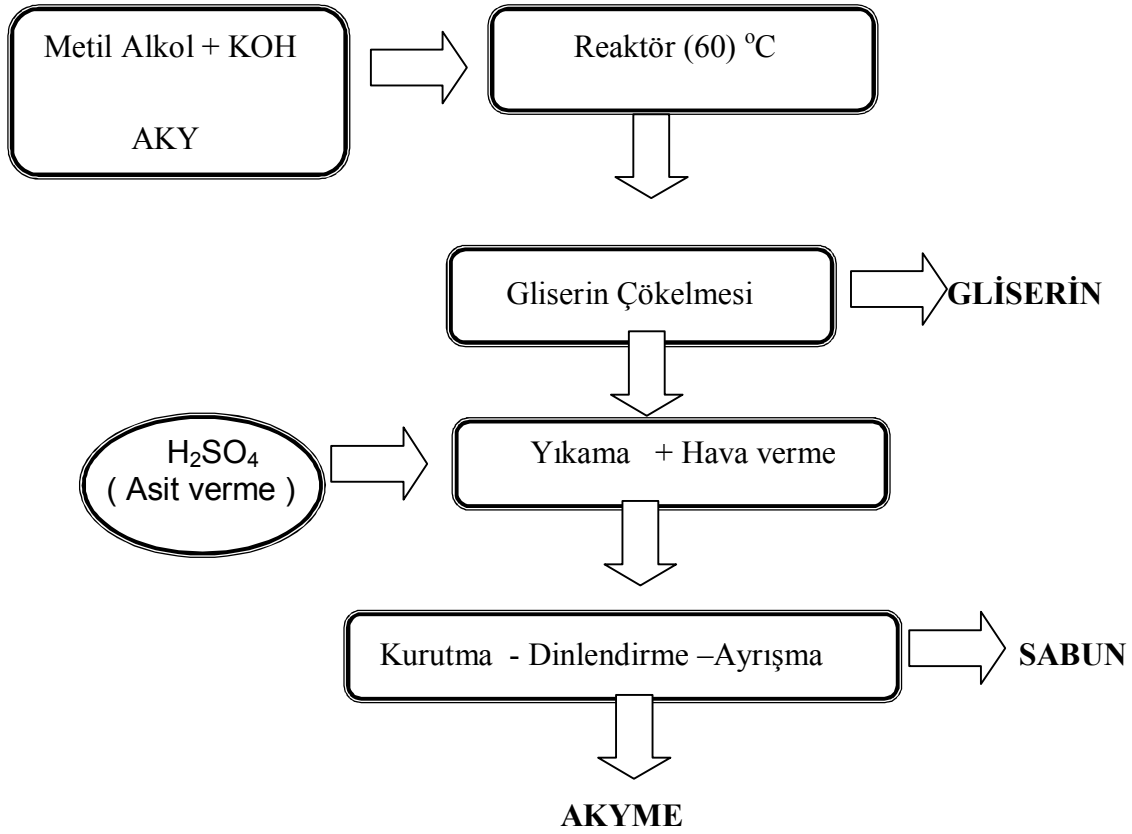 Metil Alkol + KOH
AKY
Reaktör (60) °C
Gliserin Çökelmesi
GLİSERİN
H₂SO₄
( Asit verme )
Yıkama + Hava verme
Kurutma - Dinlendirme –Ayrışma
SABUN
AKYME